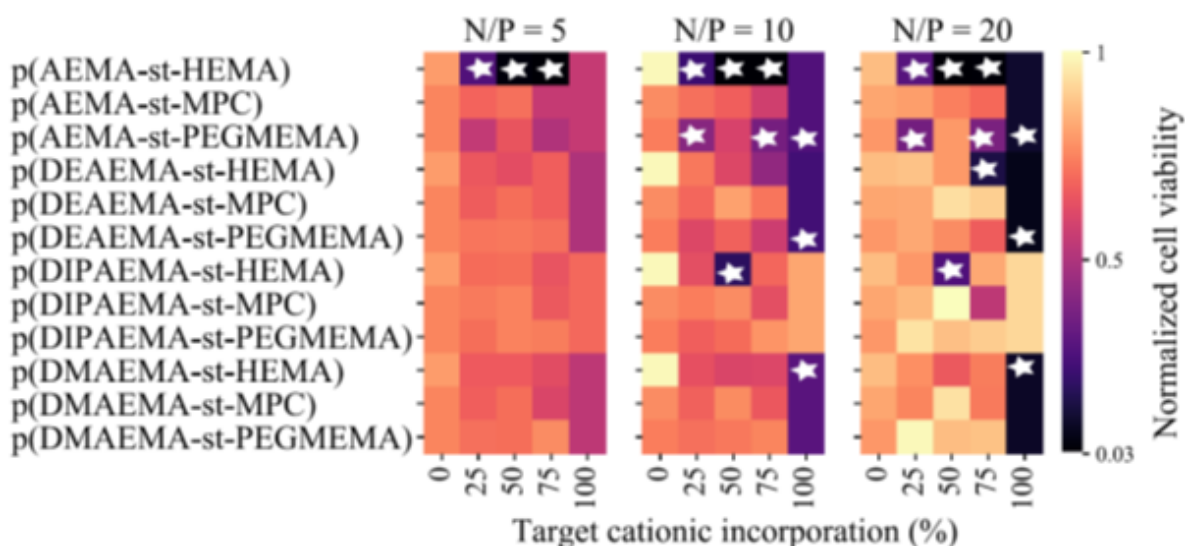 N/P = 5 N/P = 10 N/P = 20
p(AEMA-st-HEMA)
p(AEMA-st-MPC)
p(AEMA-st-PEGMEMA)
p(DEAEMA-st-HEMA)
p(DEAEMA-st-MPC)
p(DEAEMA-st-PEGMEMA)
p(DIPAEMA-st-HEMA)
p(DIPAEMA-st-MPC)
p(DIPAEMA-st-PEGMEMA)
p(DMAEMA-st-HEMA)
p(DMAEMA-st-MPC)
p(DMAEMA-st-PEGMEMA)
0 25 50 75 100 0 25 50 75 100 0 25 50 75 100
Target cationic incorporation (%)
1
0.5
0.03
Normalized cell viability